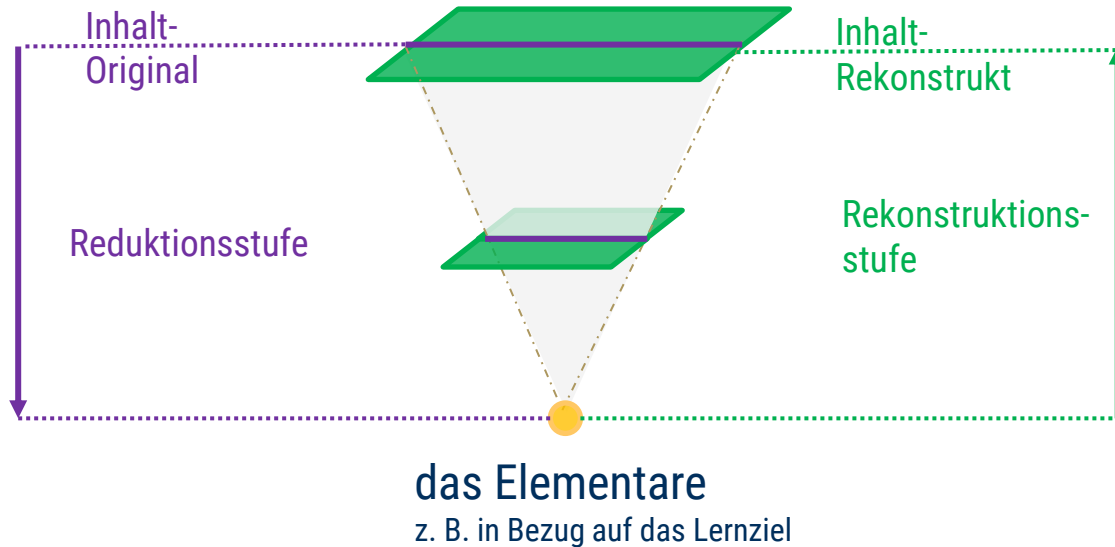 Inhalt-
Original
Inhalt-
Rekonstrukt
Reduktionsstufe
Rekonstruktions-
stufe
das Elementare
z. B. in Bezug auf das Lernziel